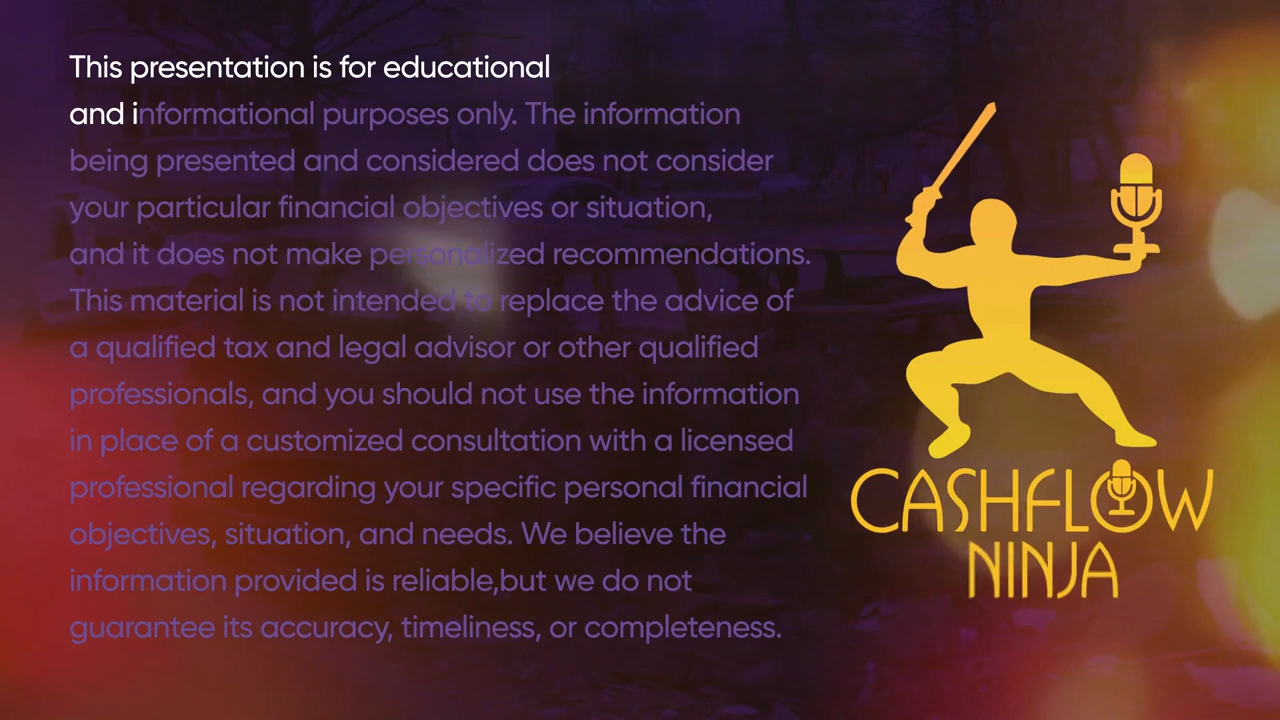 This presentation is for educational
and informational purposes only. The information
being presented and considered does not consider
your particular financial objectives or situation,
and it does not make personalized recommendations.
This material is not intended to replace the advice of
a qualified tax and legal advisor or other qualified
professionals, and you should not use the information
in place of a customized consultation with a licensed
professional regarding your specific personal financial
objectives, situation, and needs. We believe the
information provided is reliable,but we do not
guarantee its accuracy, timeliness, or completeness.
CASHFLOW
NINJA